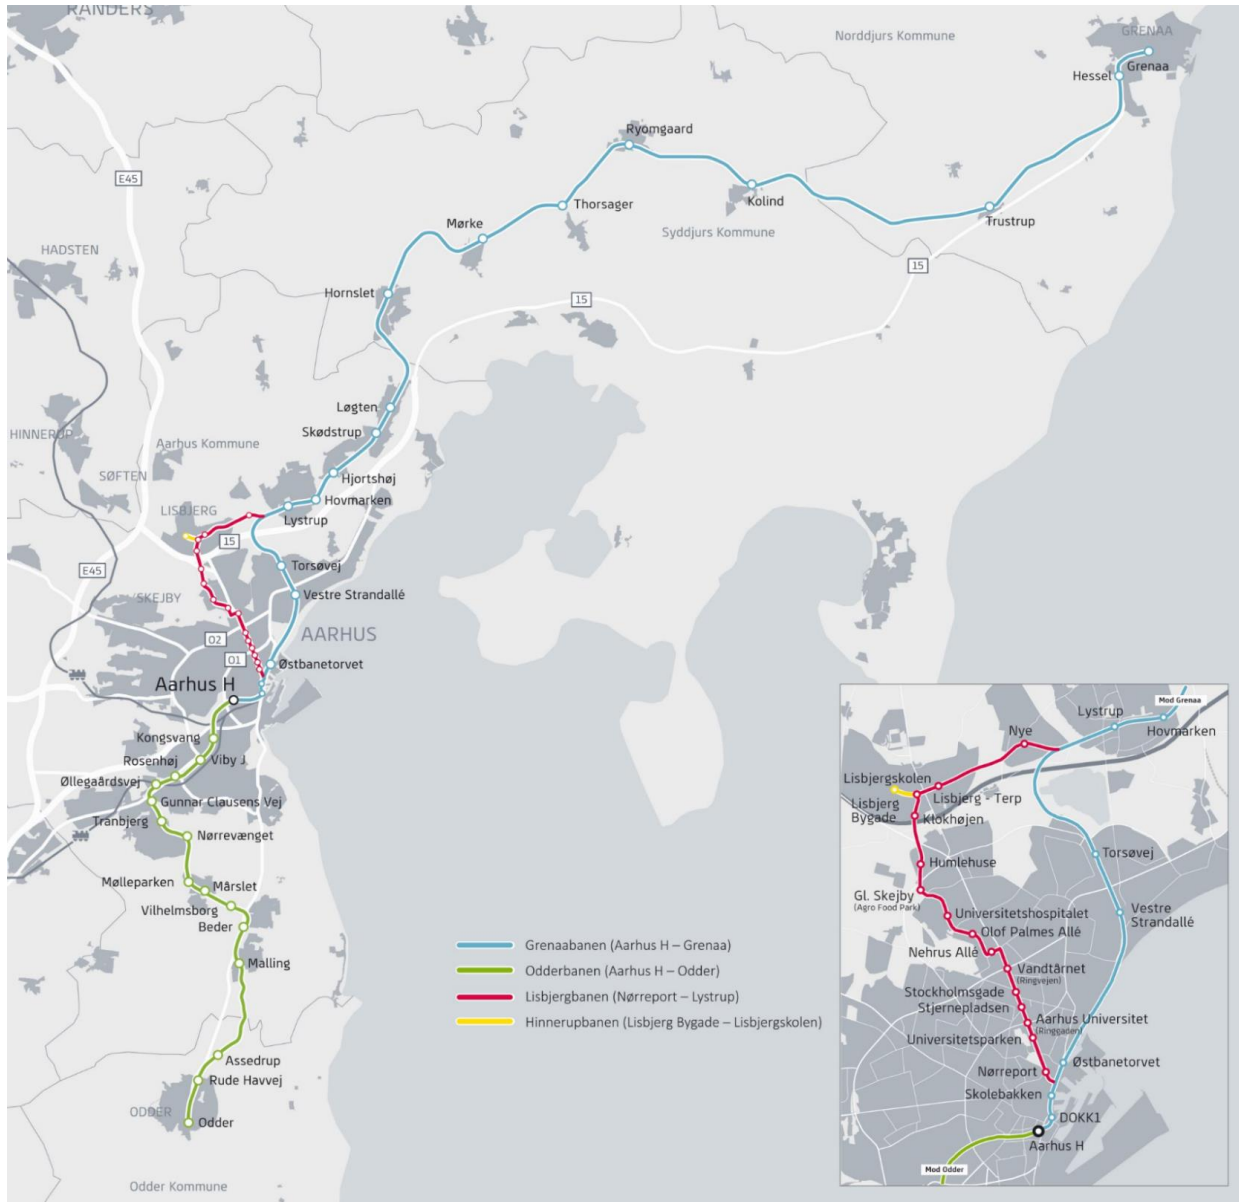 RANDERS
Norddjurs Kommune
GRENAA
Grenaa
Hessel
E45
Ryomgaard
Kolind
Thorsager
Trustrup
Mørke
Syddjurs Kommune
HADSTEN
15
Hornslet
15
Løgten
Skødstrup
HINNERUP
Aarhus Kommune
SØFTEN
Hjortshøj
Hovmarken
LISBJERG
Lystrup
15
E45
Torsøvej
SKEJBY
Vestre Strandallé
AARHUS
O2
O1
Østbanetorvet
Aarhus H
Kongsvang
Rosenhøj
Viby J
Øllegaardsvej
Gunnar Clausens Vej
Tranbjerg
Nørrevænget
Mølleparken
Mårslet
Vilhelmsborg
Beder
Malling
Assedrup
Rude Havvej
ODDER
Odder
Odder Kommune
Grenaabanen (Aarhus H – Grenaa)
Odderbanen (Aarhus H – Odder)
Lisbjergbanen (Nørreport – Lystrup)
Hinnerupbanen (Lisbjerg Bygade – Lisbjergskolen)
Mod Grenaa
Lystrup
Hovmarken
Nye
Lisbjergskolen
Lisbjerg - Terp
Lisbjerg
Bygade
Klokhøjen
Torsøvej
Humlehuse
Gl. Skejby
(Agro Food Park)
Universitetshospitalet
Vestre
Strandallé
Olof Palmes Allé
Nehrus Allé
Vandtårnet
(Ringvejen)
Stockholmsgade
Stjernepladsen
Aarhus Universitet
(Ringgaden)
Universitetsparken
Østbanetorvet
Nørreport
Skolebakken
DOKK1
Aarhus H
Mod Odder